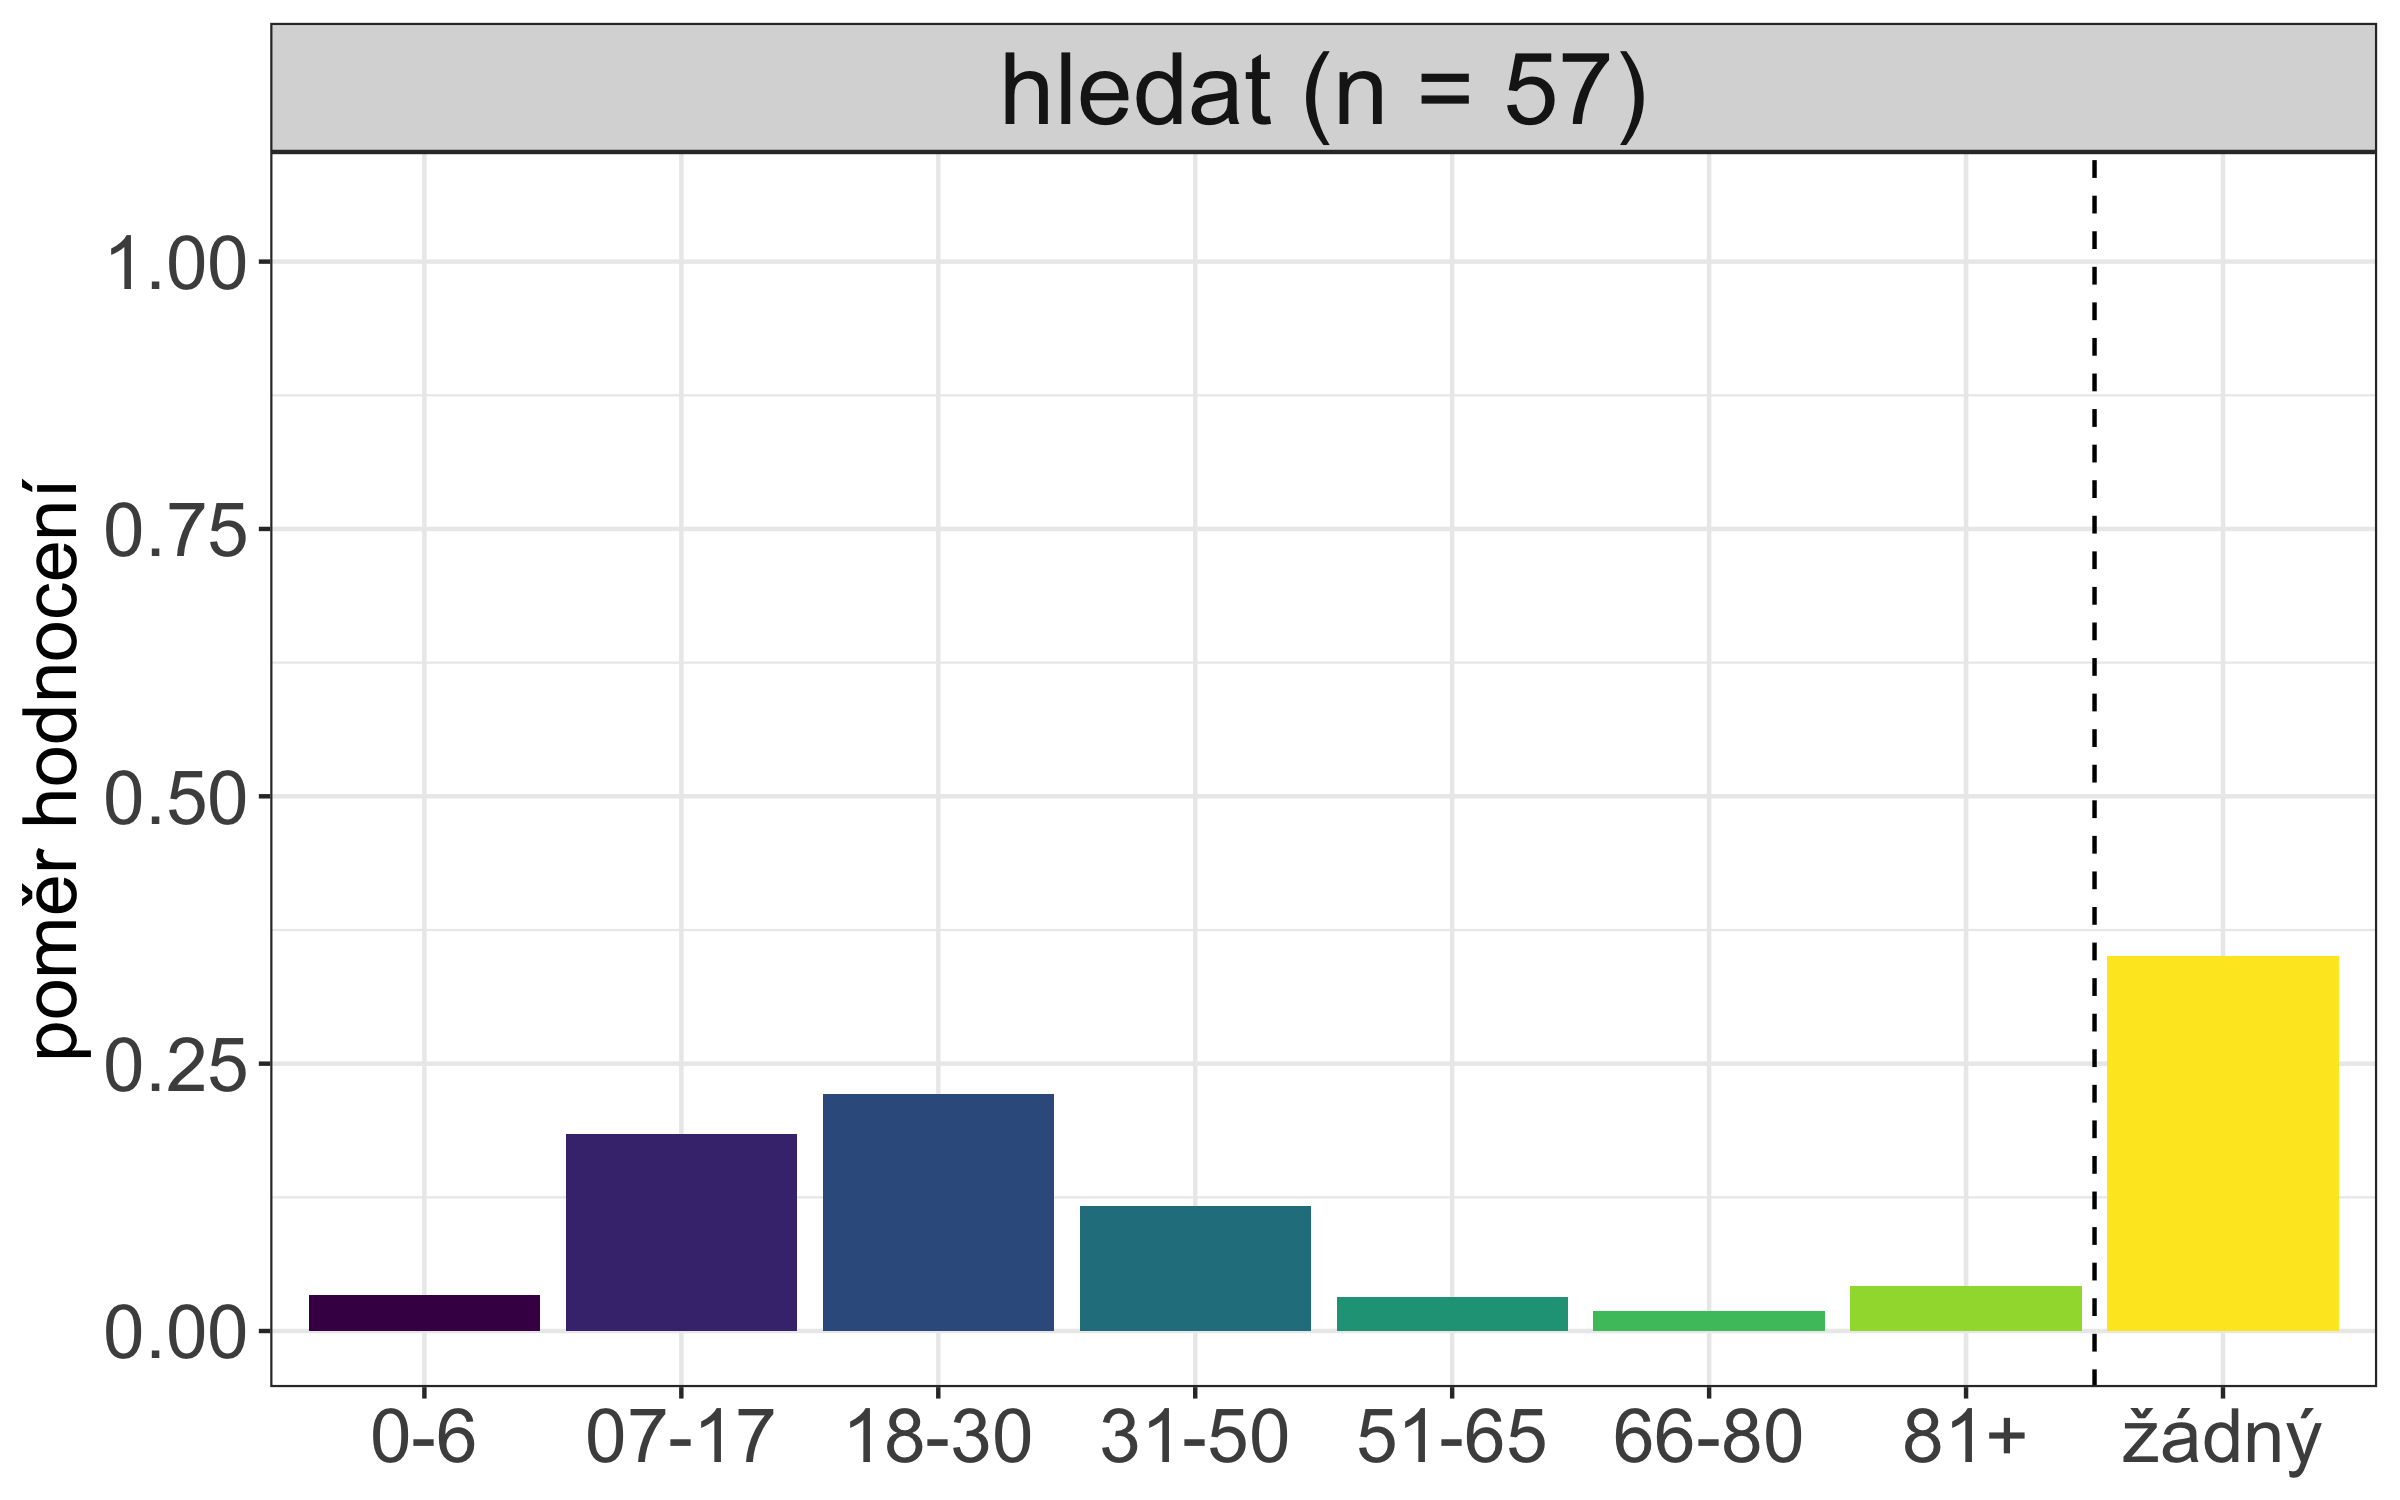 hledat (n = 57)
poměr hodnocení
1.00
0.75
0.50
0.25
0.00
0-6 07-17 18-30 31-50 51-65 66-80 81+ žádný